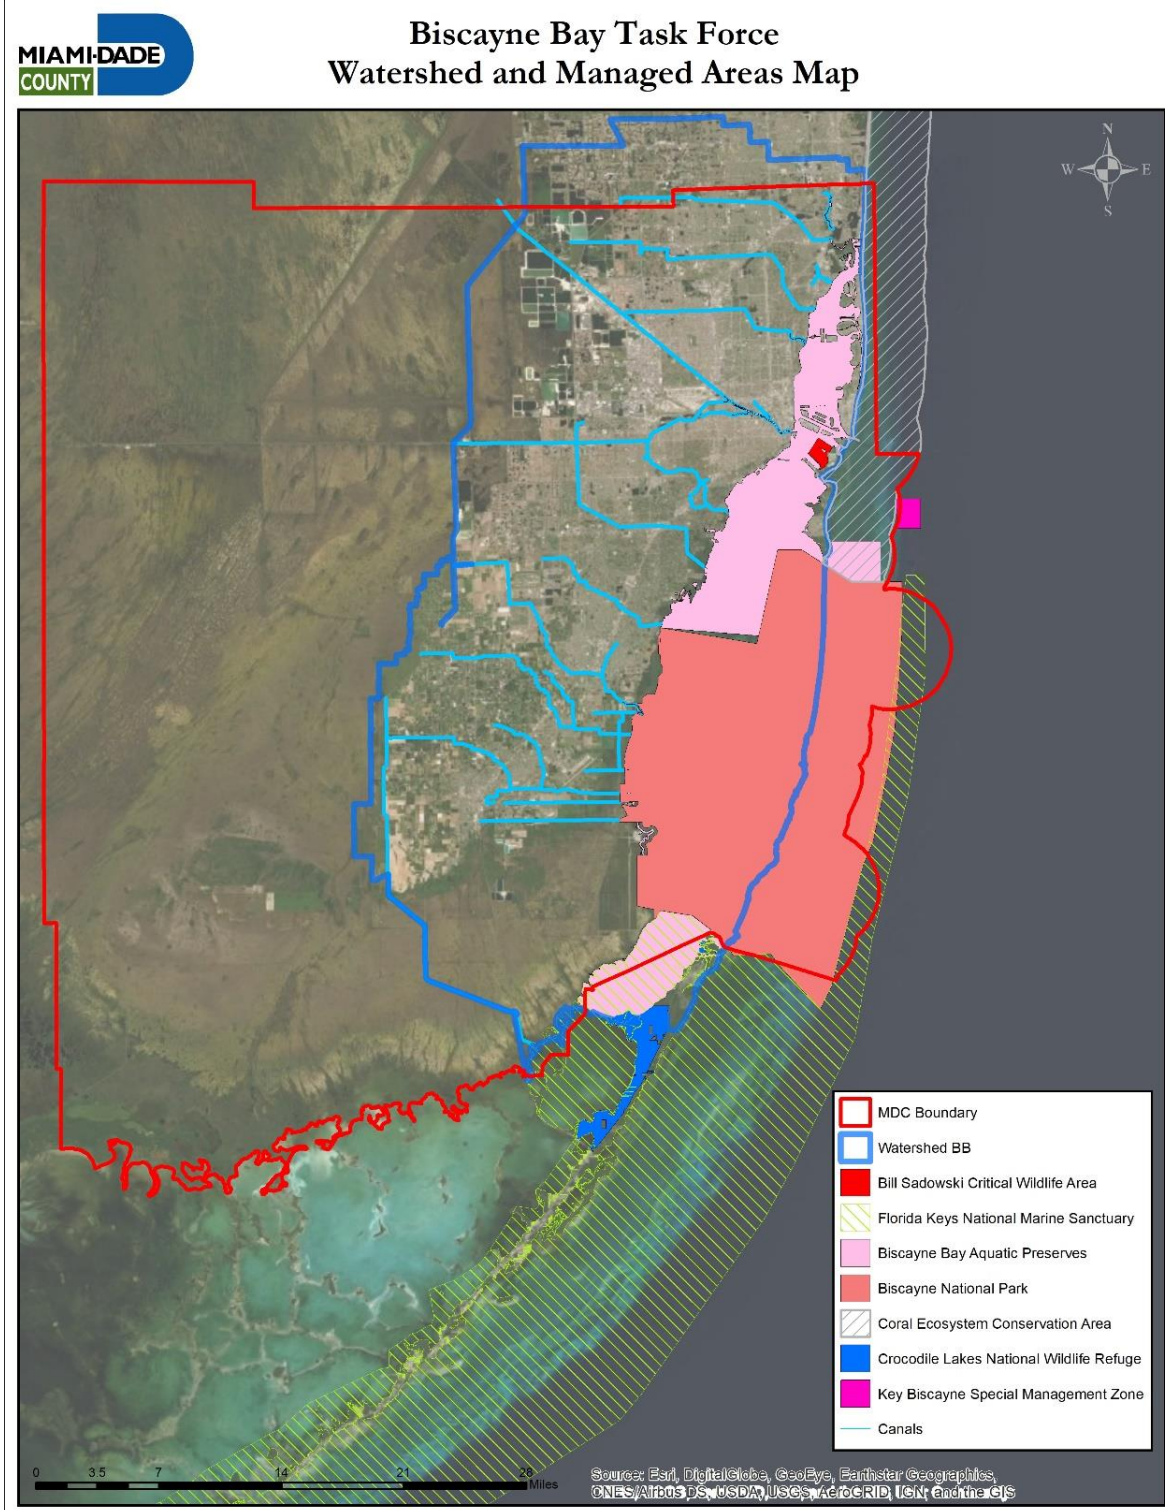 MIAMI-DADE
COUNTY
Biscayne Bay Task Force
Watershed and Managed Areas Map
N
W E
S
MDC Boundary
Watershed BB
Bill Sadowski Critical Wildlife Area
Florida Keys National Marine Sanctuary
Biscayne Bay Aquatic Preserves
Biscayne National Park
Coral Ecosystem Conservation Area
Crocodile Lakes National Wildlife Refuge
Key Biscayne Special Management Zone
Canals
0 3.5 7 14 21 28
Miles
Source: Esri, DigitalGlobe, GeoEye, Earthstar Geographics,
CNES/Airbus DS, USDA, USGS, AeroGRID, IGN, and the GIS